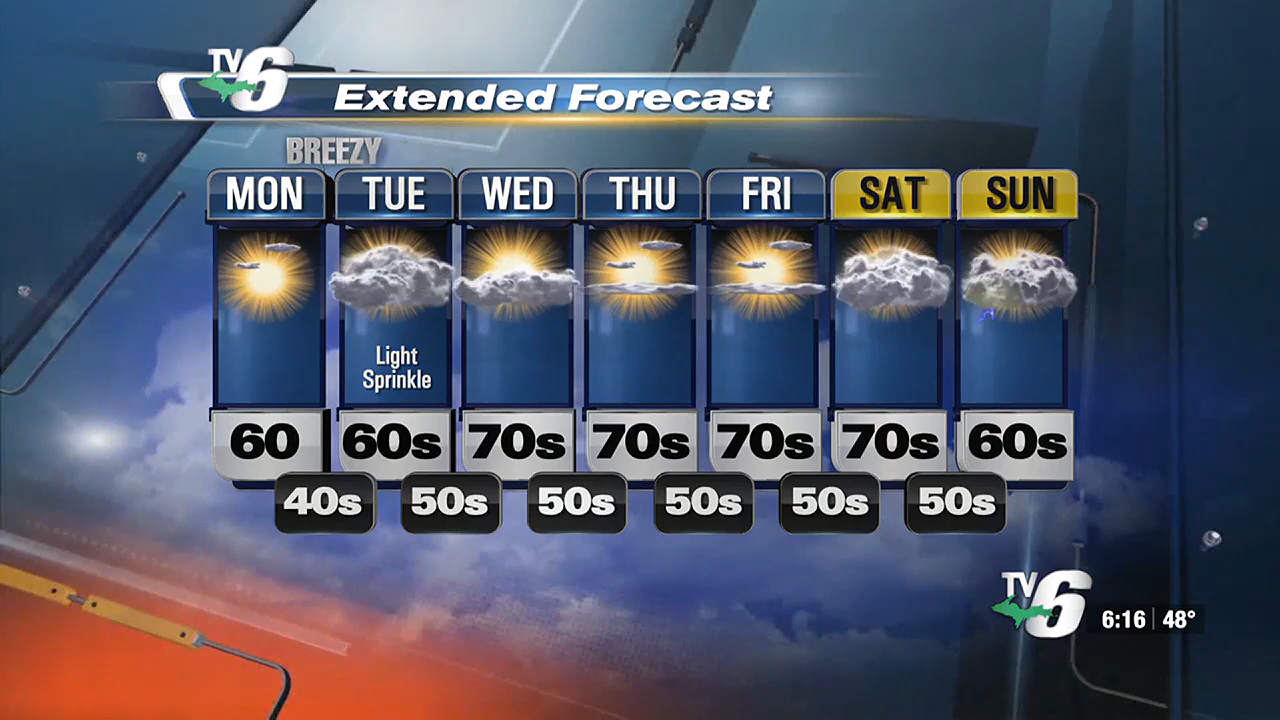 TV6
Extended Forecast
BREEZY
MON TUE WED THU FRI SAT SUN
Light
Sprinkle
60 60s 70s 70s 70s 70s 60s
40s 50s 50s 50s 50s 50s
TV6
6:16 48°